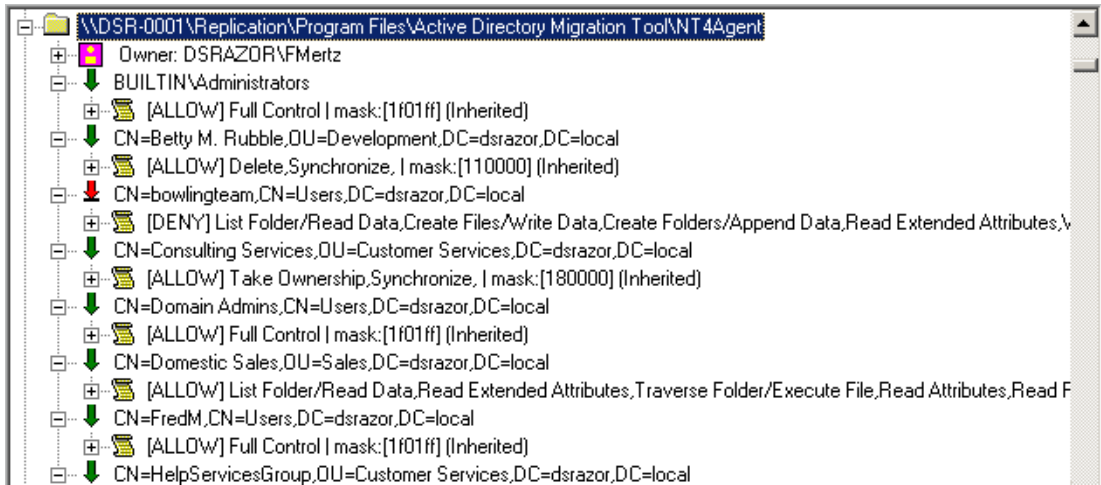 \\DSR-0001\Replication\Program Files\Active Directory Migration Tool\NT4Agent
Owner: DSRAZOR\FMertz
BUILTIN\Administrators
[ALLOW] Full Control | mask:[1f01ff] (Inherited)
CN=Betty M. Rubble,OU=Development,DC=dsrazor,DC=local
[ALLOW] Delete,Synchronize, | mask:[110000] (Inherited)
CN=bowlingteam,CN=Users,DC=dsrazor,DC=local
[DENY] List Folder/Read Data,Create Files/Write Data,Create Folders/Append Data,Read Extended Attributes,
CN=Consulting Services,OU=Customer Services,DC=dsrazor,DC=local
[ALLOW] Take Ownership,Synchronize, | mask:[180000] (Inherited)
CN=Domain Admins,CN=Users,DC=dsrazor,DC=local
[ALLOW] Full Control | mask:[1f01ff] (Inherited)
CN=Domestic Sales,OU=Sales,DC=dsrazor,DC=local
[ALLOW] List Folder/Read Data,Read Extended Attributes,Traverse Folder/Execute File,Read Attributes,Read
CN=FredM,CN=Users,DC=dsrazor,DC=local
[ALLOW] Full Control | mask:[1f01ff] (Inherited)
CN=HelpServicesGroup,OU=Customer Services,DC=dsrazor,DC=local